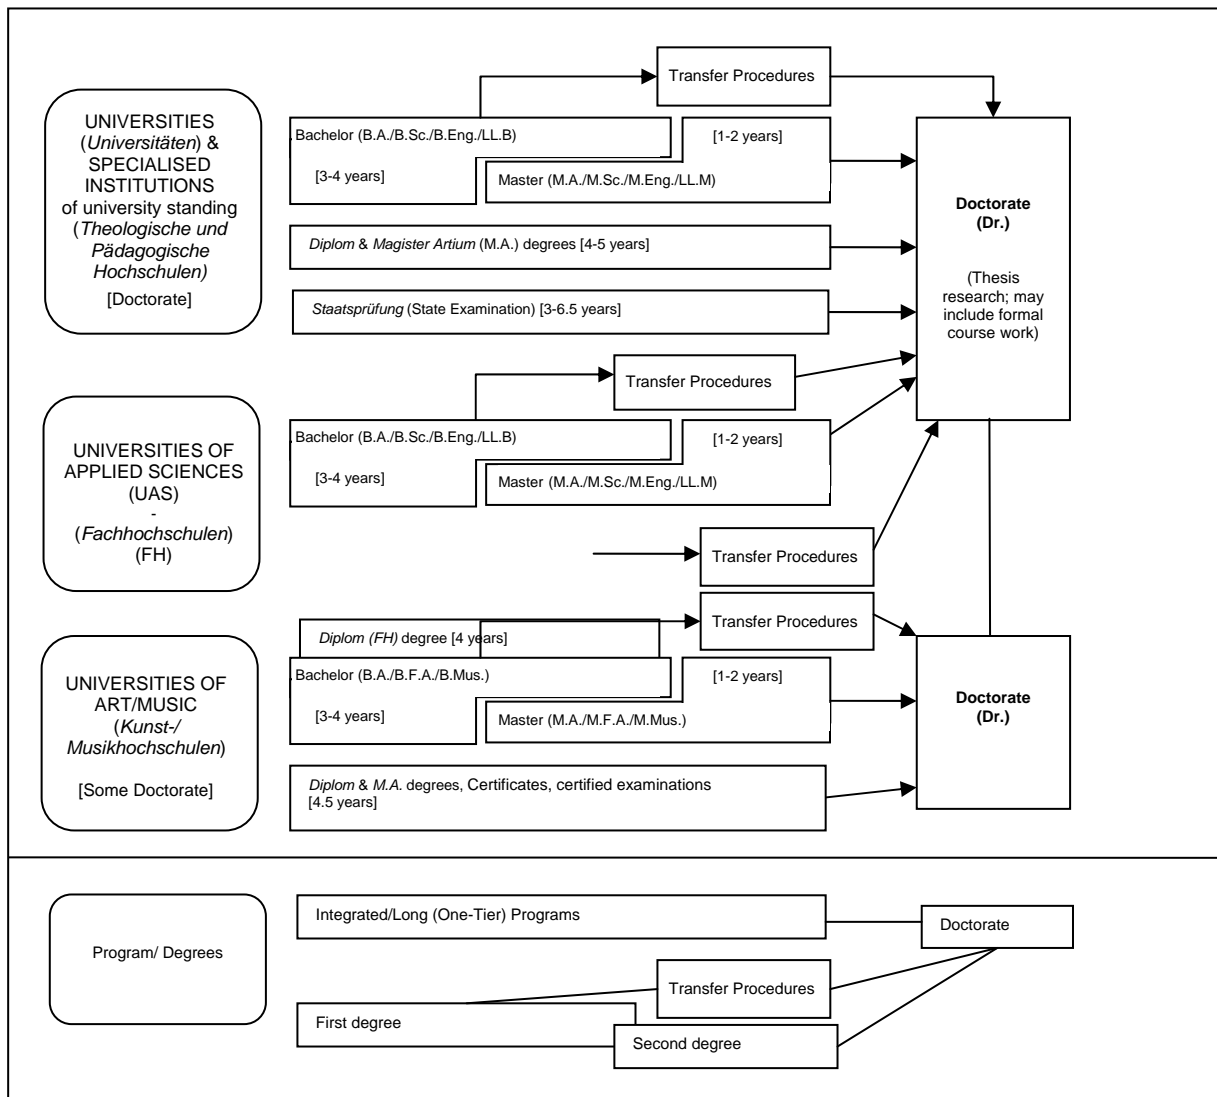 Transfer Procedures
UNIVERSITIES
(Universitäten) &
SPECIALISED
INSTITUTIONS
of university standing
(Theologische und
Pädagogische
Hochschulen)
[Doctorate]
Bachelor (B.A./B.Sc./B.Eng./LL.B)
[3-4 years]
[1-2 years]
Master (M.A./M.Sc./M.Eng./LL.M)
Diplom & Magister Artium (M.A.) degrees [4-5 years]
Staatsprüfung (State Examination) [3-6.5 years]
Doctorate
(Dr.)
(Thesis
research; may
include formal
course work)
Transfer Procedures
UNIVERSITIES OF
APPLIED SCIENCES
(UAS)
-
(Fachhochschulen)
(FH)
Bachelor (B.A./B.Sc./B.Eng./LL.B)
[3-4 years]
[1-2 years]
Master (M.A./M.Sc./M.Eng./LL.M)
Transfer Procedures
Transfer Procedures
Diplom (FH) degree [4 years]
UNIVERSITIES OF
ART/MUSIC
(Kunst-/
Musikhochschulen)
[Some Doctorate]
Bachelor (B.A./B.F.A./B.Mus.)
[3-4 years]
[1-2 years]
Master (M.A./M.F.A./M.Mus.)
Diplom & M.A. degrees, Certificates, certified examinations
[4.5 years]
Doctorate
(Dr.)
Program/ Degrees
Integrated/Long (One-Tier) Programs
Doctorate
Transfer Procedures
First degree
Second degree